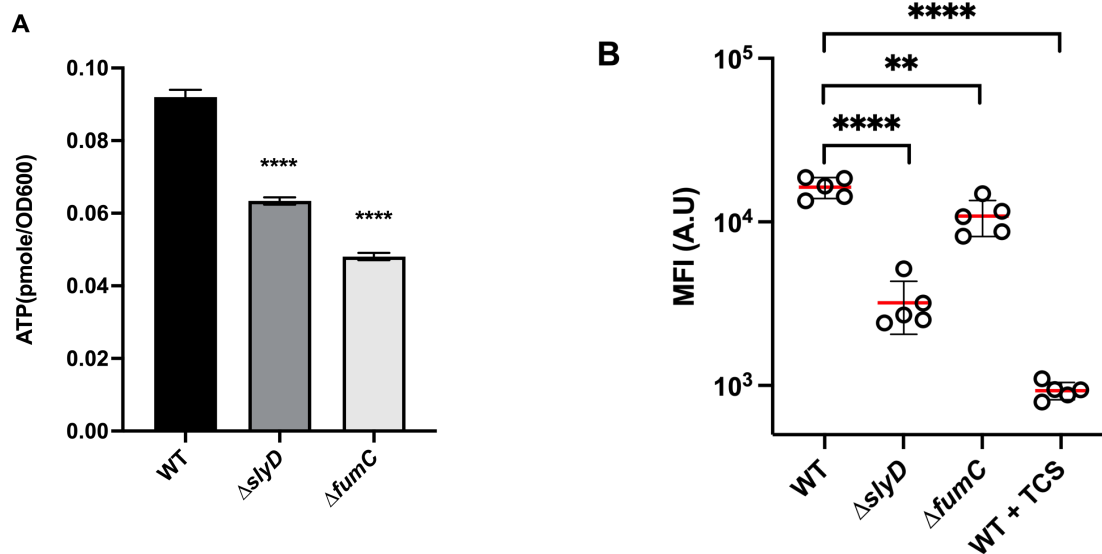 A
ATP(pmole/OD600)
0.10
0.08
0.06
0.04
0.02
0.00
****
****
WT
ΔslyD
ΔfumC
B
MFI (A.U)
10⁵
10⁴
10³
****
**
****
WT
ΔslyD
ΔfumC
WT + TCS